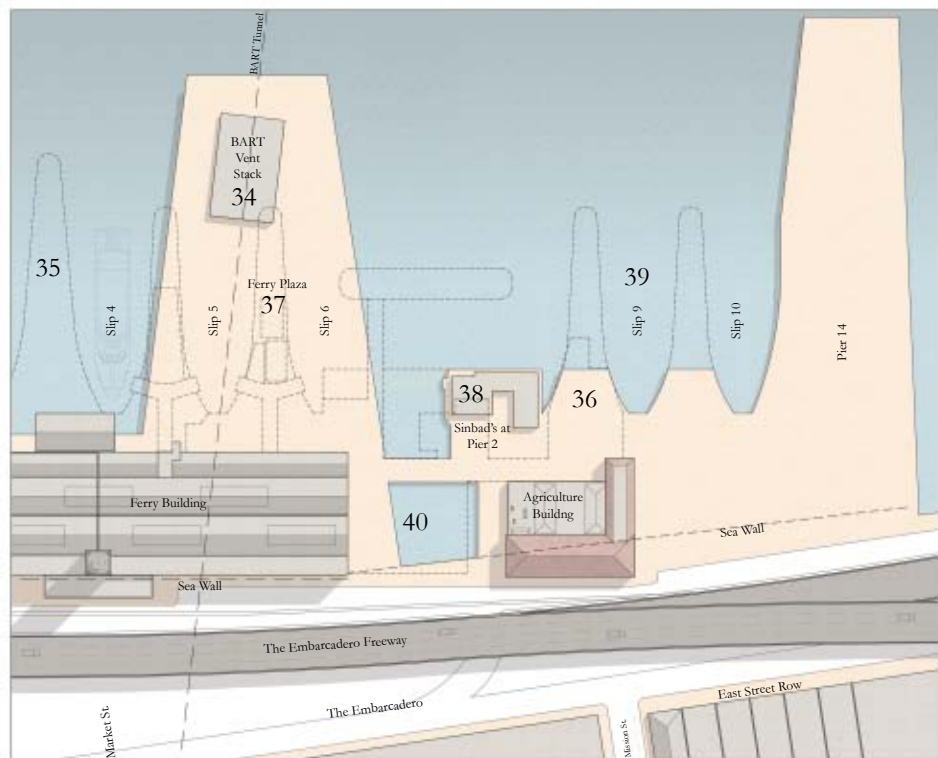 BART Tunnel
BART
Vent
Stack
34
35
Slip 4
Slip 5
Ferry Plaza
37
Slip 6
39
Slip 9
Slip 10
Pier 14
38
36
Sinbad's at
Pier 2
Ferry Building
40
Agriculture
Buildng
Sea Wall
Sea Wall
The Embarcadero Freeway
The Embarcadero
East Street Row
Market St.
Mission St.